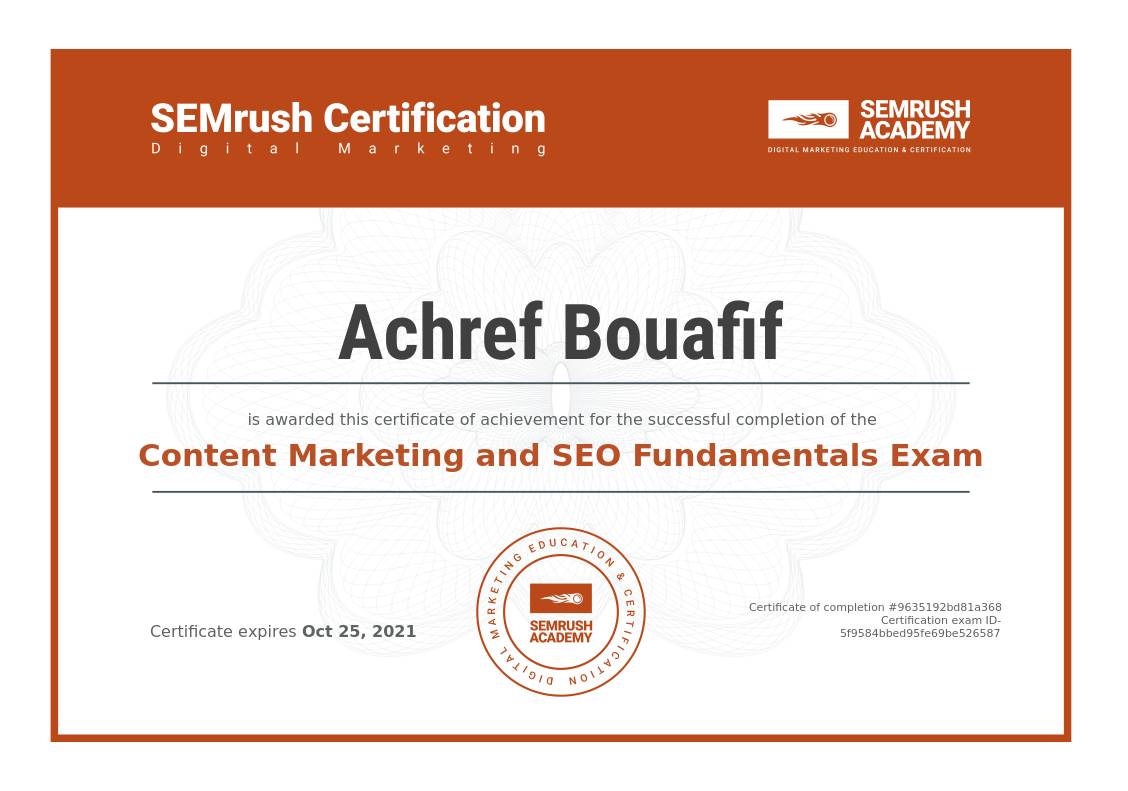 SEMrush Certification
Digital Marketing
SEMRUSH
ACADEMY
DIGITAL MARKETING EDUCATION & CERTIFICATION
Achref Bouafif
is awarded this certificate of achievement for the successful completion of the
Content Marketing and SEO Fundamentals Exam
Certificate expires Oct 25, 2021
DIGITAL MARKETING EDUCATION & CERTIFICATION
SEMRUSH
ACADEMY
Certificate of completion #9635192bd81a368
Certification exam ID-
5f9584bbed95fe69be526587